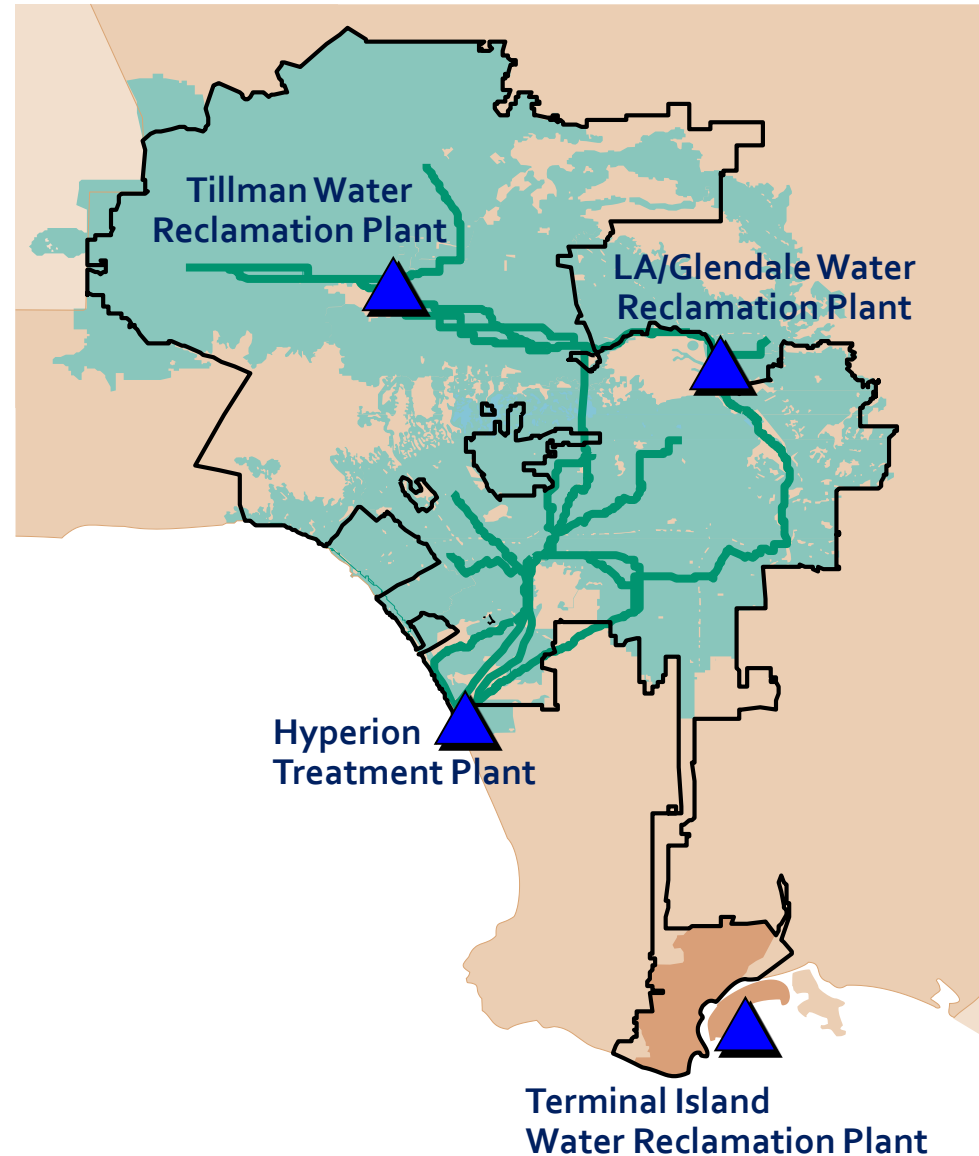 Tillman Water
Reclamation Plant
LA/Glendale Water
Reclamation Plant
Hyperion
Treatment Plant
Terminal Island
Water Reclamation Plant